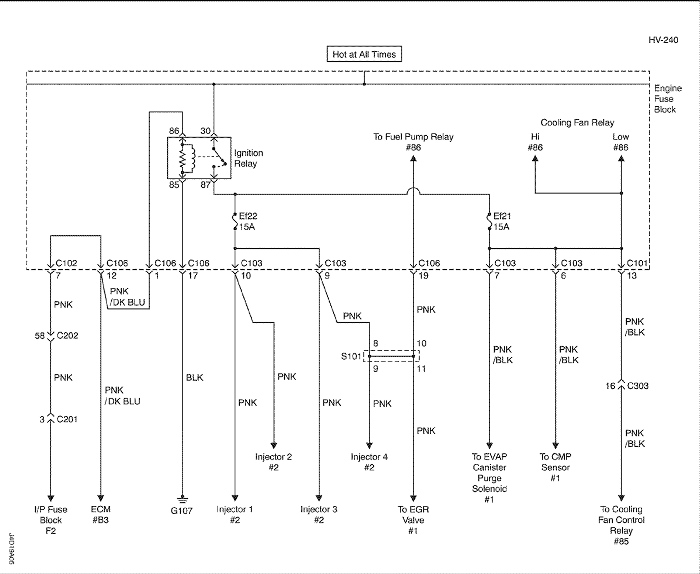 HV-240
Hot at All Times
Engine
Fuse
Block
Cooling Fan Relay
Hi
#86
Low
#86
To Fuel Pump Relay
#86
86
30
Ignition
Relay
85
87
Ef22
15A
Ef21
15A
C102
C106
C106
C106
C103
C103
C106
C103
C103
C101
7
12
1
17
10
9
19
7
6
13
PNK
/DK BLU
PNK
PNK
PNK
PNK
/BLK
58
C202
8
10
S101
9
11
PNK
/BLK
PNK
/BLK
PNK
BLK
PNK
16
C303
PNK
/DK BLU
PNK
PNK
PNK
3
C201
PNK
PNK
/BLK
Injector 2
#2
Injector 4
#2
To EVAP
Canister
Purge
Solenoid
#1
To CMP
Sensor
#1
I/P Fuse
Block
F2
ECM
#B3
G107
Injector 1
#2
Injector 3
#2
To EGR
Valve
#1
To Cooling
Fan Control
Relay
#85